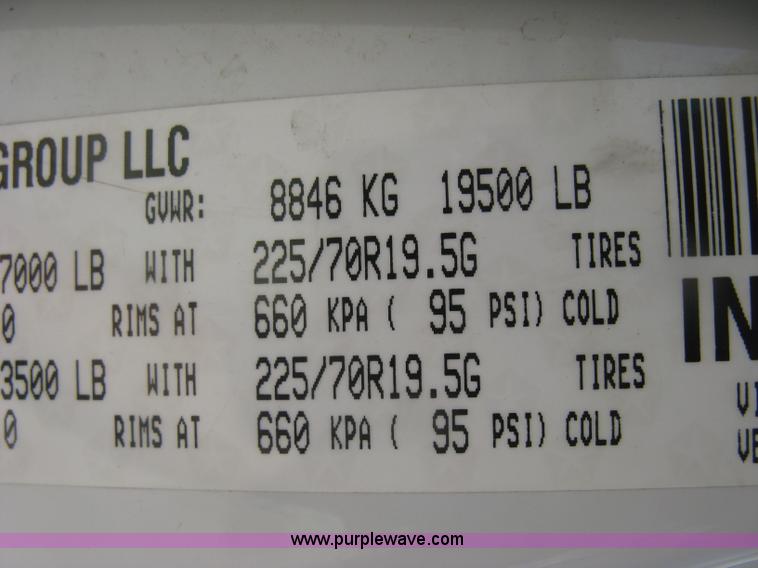 GROUP LLC
GVWR: 8846 KG 19500 LB
7000 LB WITH 225/70R19.5G TIRES
0 RIMS AT 660 KPA ( 95 PSI) COLD
3500 LB WITH 225/70R19.5G TIRES
0 RIMS AT 660 KPA ( 95 PSI) COLD
IN
VI
VE
www.purplewave.com